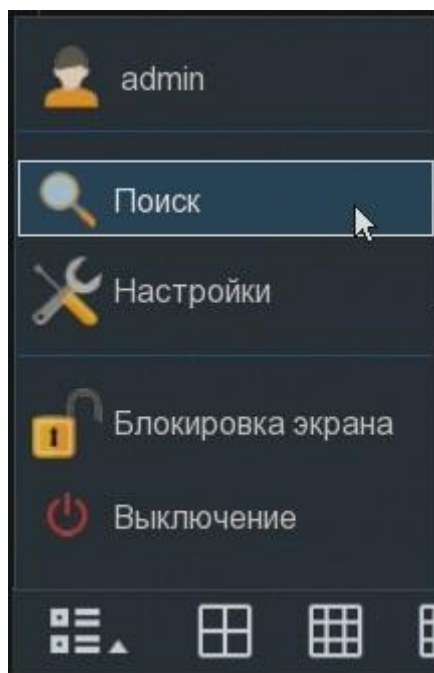 admin
Поиск
Настройки
Блокировка экрана
Выключение